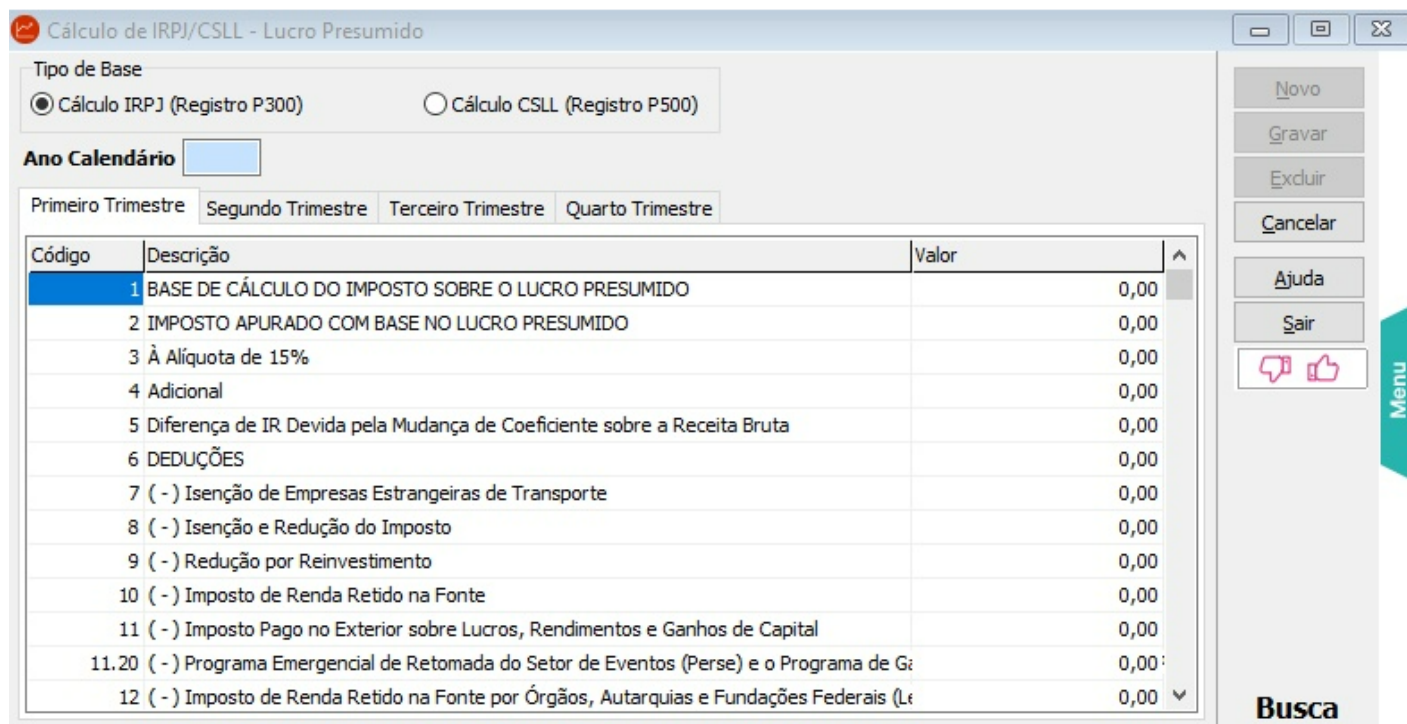 Cálculo de IRPJ/CSLL - Lucro Presumido
Tipo de Base
Cálculo IRPJ (Registro P300) Cálculo CSLL (Registro P500)
Ano Calendário
Primeiro Trimestre Segundo Trimestre Terceiro Trimestre Quarto Trimestre
Código Descrição Valor
1 BASE DE CÁLCULO DO IMPOSTO SOBRE O LUCRO PRESUMIDO 0,00
2 IMPOSTO APURADO COM BASE NO LUCRO PRESUMIDO 0,00
3 À Alíquota de 15% 0,00
4 Adicional 0,00
5 Diferença de IR Devida pela Mudança de Coeficiente sobre a Receita Bruta 0,00
6 DEDUÇÕES 0,00
7 ( - ) Isenção de Empresas Estrangeiras de Transporte 0,00
8 ( - ) Isenção e Redução do Imposto 0,00
9 ( - ) Redução por Reinvestimento 0,00
10 ( - ) Imposto de Renda Retido na Fonte 0,00
11 ( - ) Imposto Pago no Exterior sobre Lucros, Rendimentos e Ganhos de Capital 0,00
11.20 ( - ) Programa Emergencial de Retomada do Setor de Eventos (Perse) e o Programa de Ga 0,00
12 ( - ) Imposto de Renda Retido na Fonte por Órgãos, Autarquias e Fundações Federais (Le 0,00
Novo
Gravar
Excluir
Cancelar
Ajuda
Sair
Menu
Busca